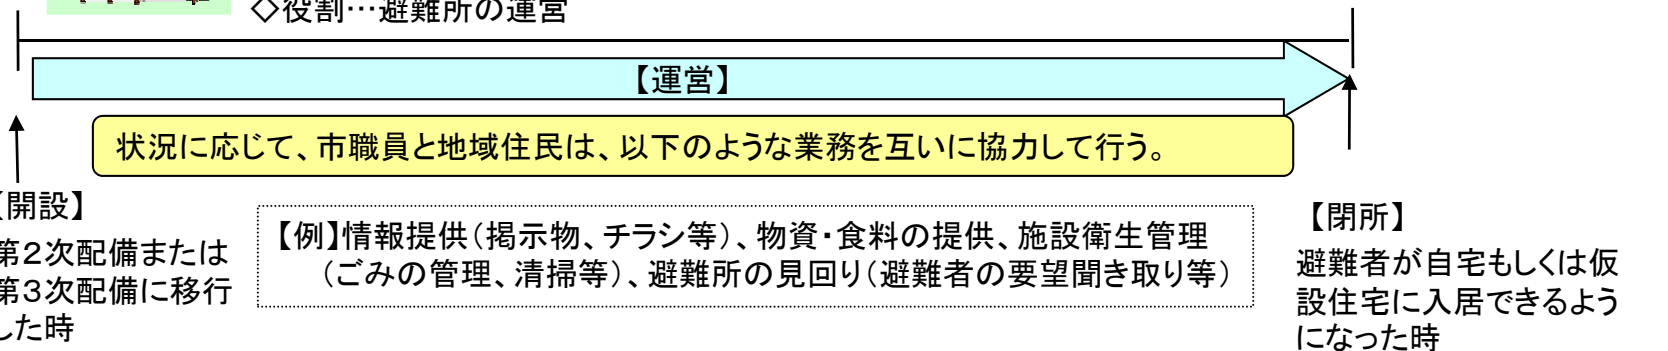 ◇役割…避難所の運営
【運営】
状況に応じて、市職員と地域住民は、以下のような業務を互いに協力して行う。
【開設】
第２次配備または
第３次配備に移行
した時
【例】情報提供（掲示物、チラシ等）、物資・食料の提供、施設衛生管理
（ごみの管理、清掃等）、避難所の見回り（避難者の要望聞き取り等）
【閉所】
避難者が自宅もしくは仮
設住宅に入居できるよう
になった時